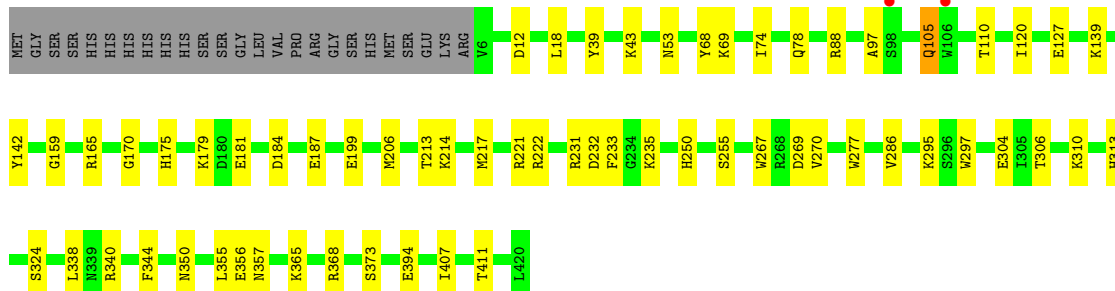 MET GLY SER SER HIS HIS HIS HIS HIS HIS SER SER GLY LEU VAL PRO ARG GLY SER HIS MET SER GLU LYS ARG V6 D12 L18 Y39 K43 N53 Y68 K69 I74 Q78 R88 A97 S98 Q105 W106 T110 I120 E127 K139
Y142 G159 R165 G170 H175 K179 D180 E181 D184 E187 E199 M206 T213 K214 M217 R221 R222 R231 D232 F233 G234 K235 H250 S255 W267 R268 D269 V270 W277 V286 K295 S296 W297 E304 I305 T306 K310 H313
S324 L338 N339 R340 F344 N350 L355 E356 N357 K365 R368 S373 E394 I407 T411 L420